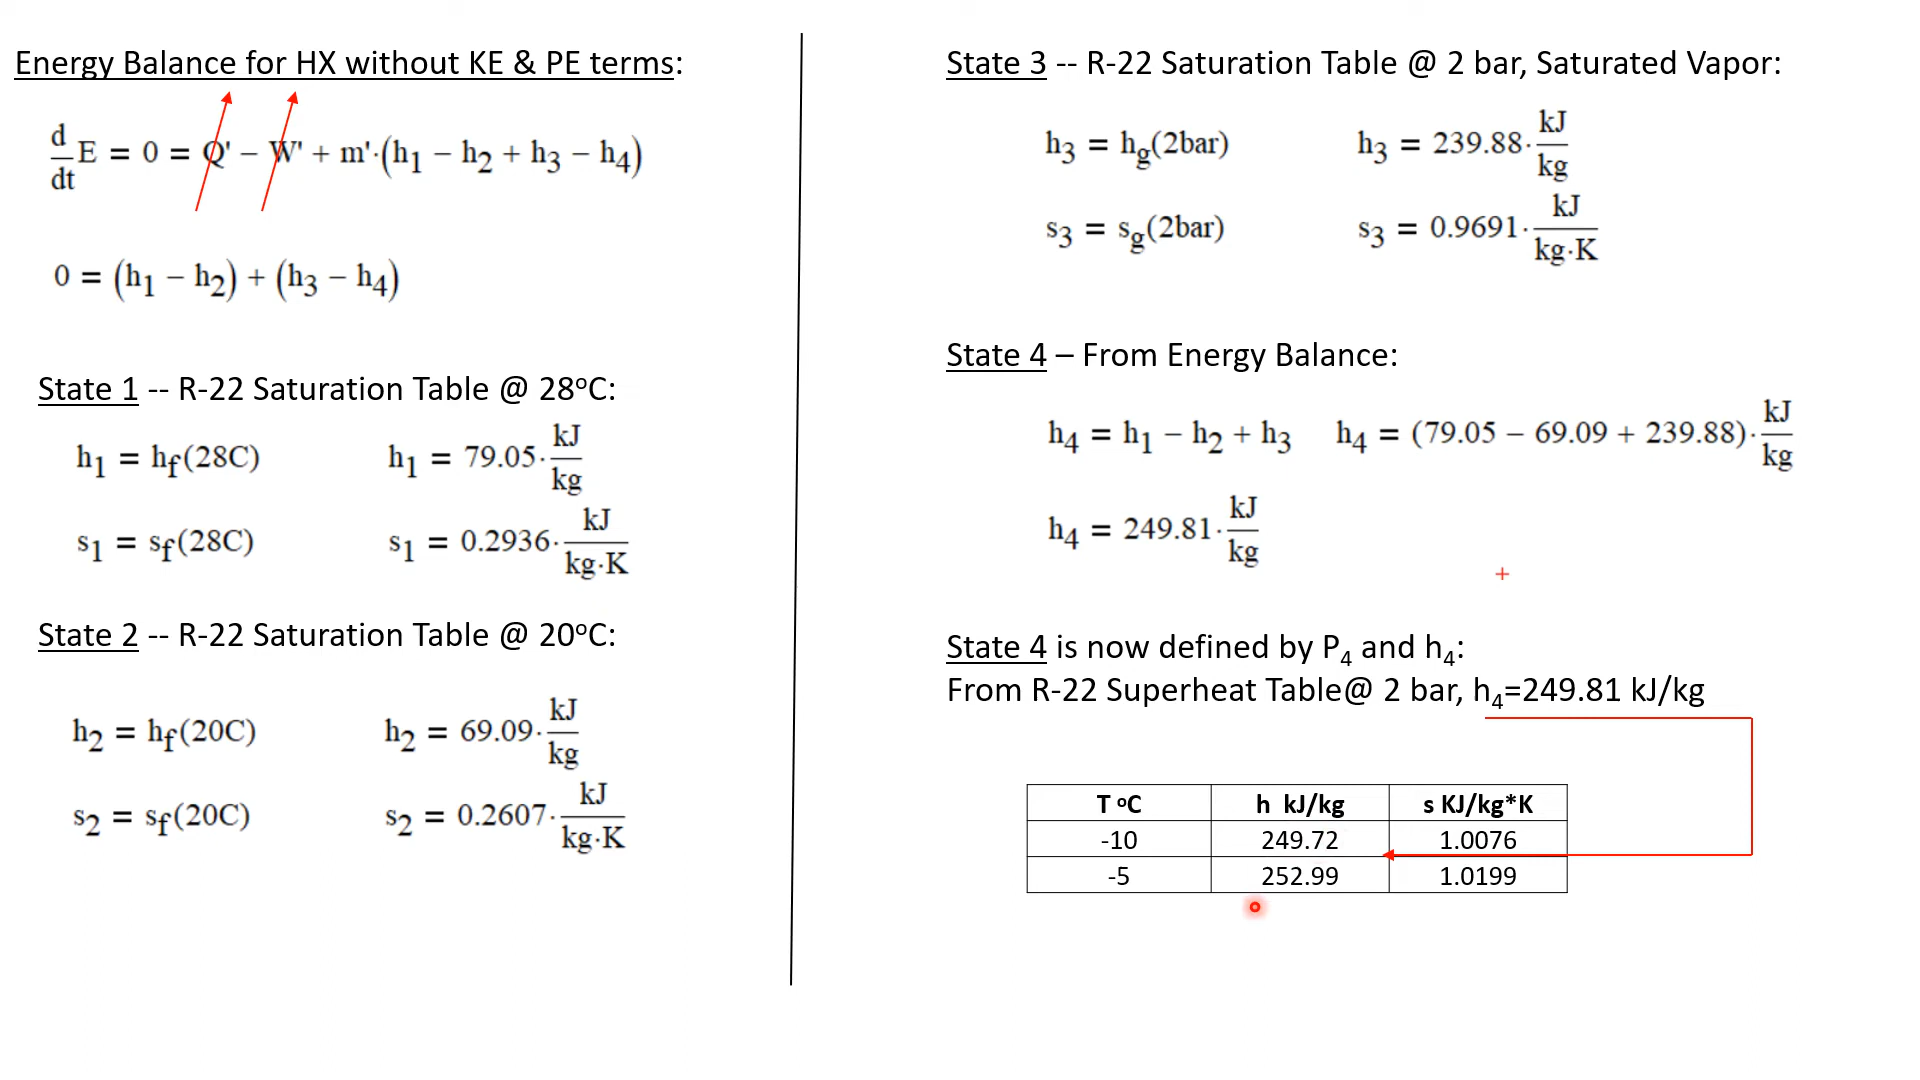 Energy Balance for HX without KE & PE terms:
d/dt E = 0 = Q' − W' + m'·(h₁ − h₂ + h₃ − h₄)
0 = (h₁ − h₂) + (h₃ − h₄)
State 1 -- R-22 Saturation Table @ 28°C:
h₁ = hf(28C) h₁ = 79.05· kJ/kg
s₁ = sf(28C) s₁ = 0.2936· kJ/kg·K
State 2 -- R-22 Saturation Table @ 20°C:
h₂ = hf(20C) h₂ = 69.09· kJ/kg
s₂ = sf(20C) s₂ = 0.2607· kJ/kg·K
State 3 -- R-22 Saturation Table @ 2 bar, Saturated Vapor:
h₃ = hg(2bar) h₃ = 239.88· kJ/kg
s₃ = sg(2bar) s₃ = 0.9691· kJ/kg·K
State 4 – From Energy Balance:
h₄ = h₁ − h₂ + h₃ h₄ = (79.05 − 69.09 + 239.88)· kJ/kg
h₄ = 249.81· kJ/kg
State 4 is now defined by P₄ and h₄:
From R-22 Superheat Table@ 2 bar, h₄=249.81 kJ/kg
T °C h kJ/kg s KJ/kg*K
-10 249.72 1.0076
-5 252.99 1.0199